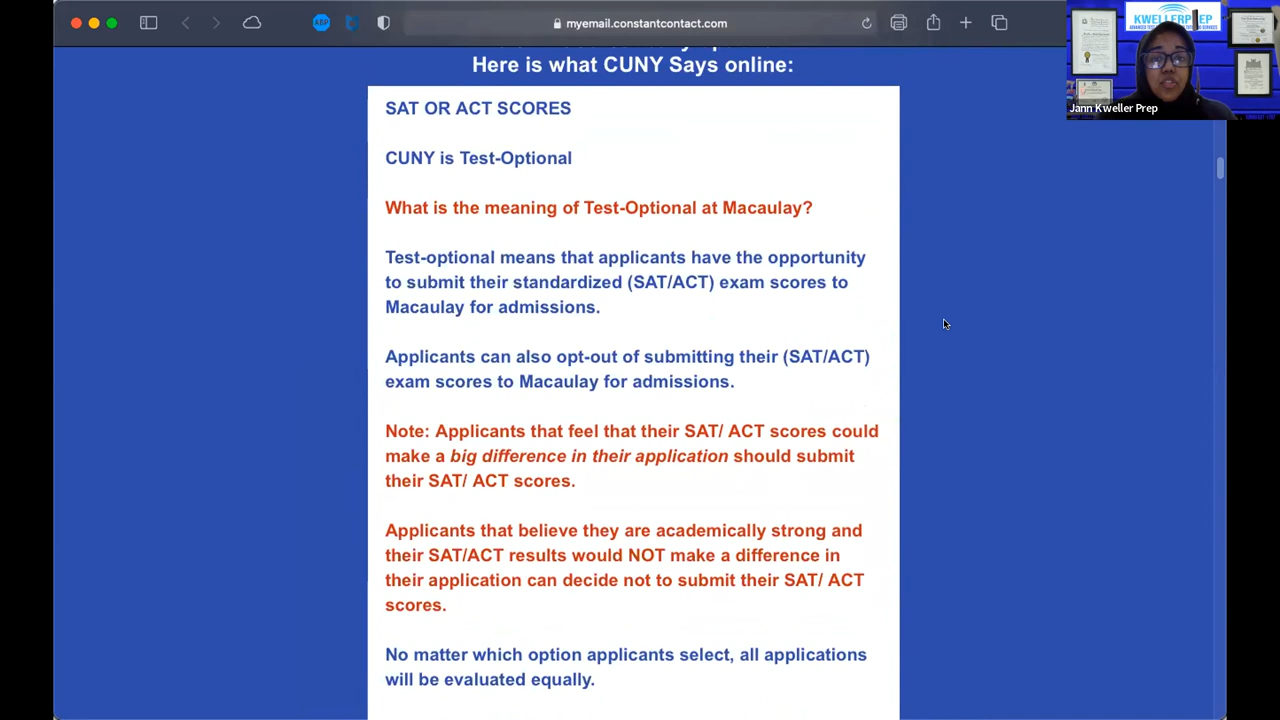 ABP
myemail.constantcontact.com
KWELLERPREP
Jann Kweller Prep
Here is what CUNY Says online:
SAT OR ACT SCORES
CUNY is Test-Optional
What is the meaning of Test-Optional at Macaulay?
Test-optional means that applicants have the opportunity
to submit their standardized (SAT/ACT) exam scores to
Macaulay for admissions.
Applicants can also opt-out of submitting their (SAT/ACT)
exam scores to Macaulay for admissions.
Note: Applicants that feel that their SAT/ ACT scores could
make a big difference in their application should submit
their SAT/ ACT scores.
Applicants that believe they are academically strong and
their SAT/ACT results would NOT make a difference in
their application can decide not to submit their SAT/ ACT
scores.
No matter which option applicants select, all applications
will be evaluated equally.